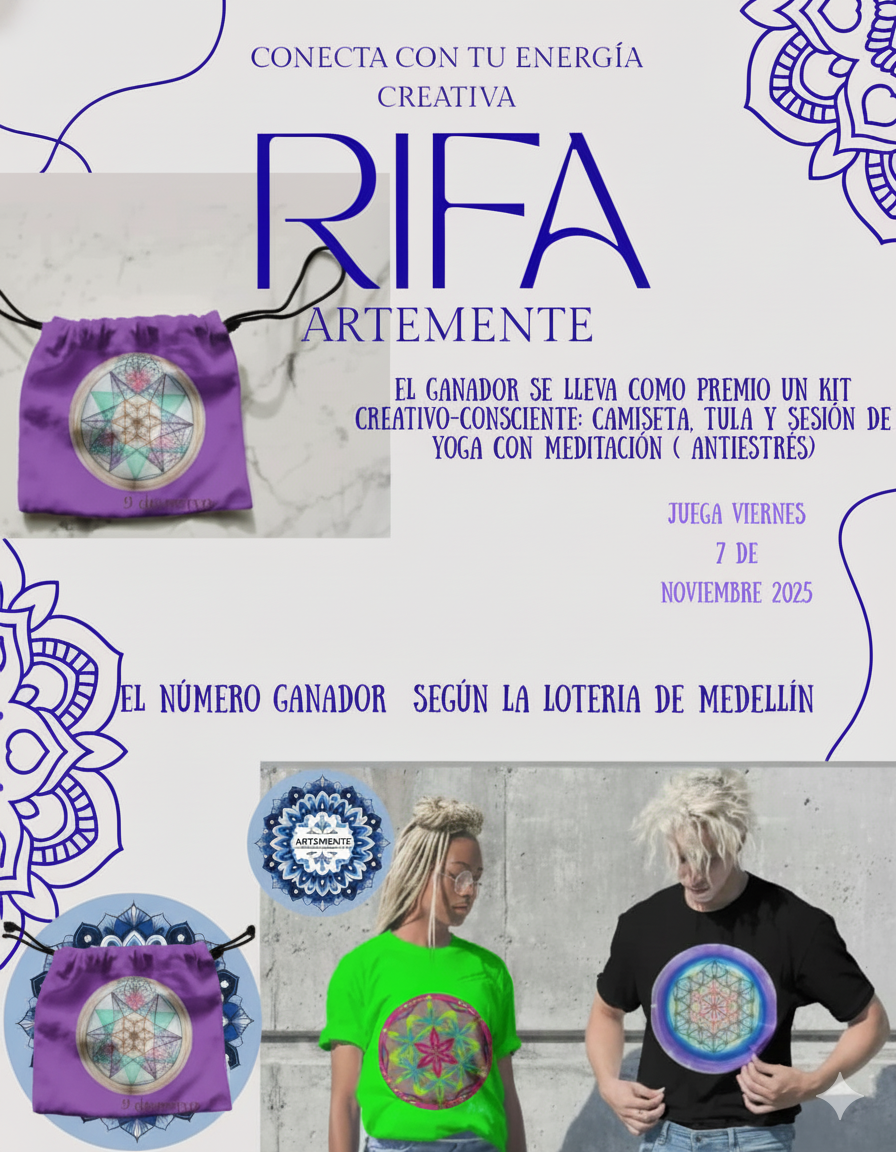 CONECTA CON TU ENERGÍA
CREATIVA
RIFA
ARTEMENTE
EL GANADOR SE LLEVA COMO PREMIO UN KIT
CREATIVO-CONSCIENTE: CAMISETA, TULA Y SESIÓN DE
YOGA CON MEDITACIÓN ( ANTIESTRÉS)
JUEGA VIERNES
7 DE
NOVIEMBRE 2025
EL NÚMERO GANADOR SEGÚN LA LOTERIA DE MEDELLÍN
ARTSMENTE